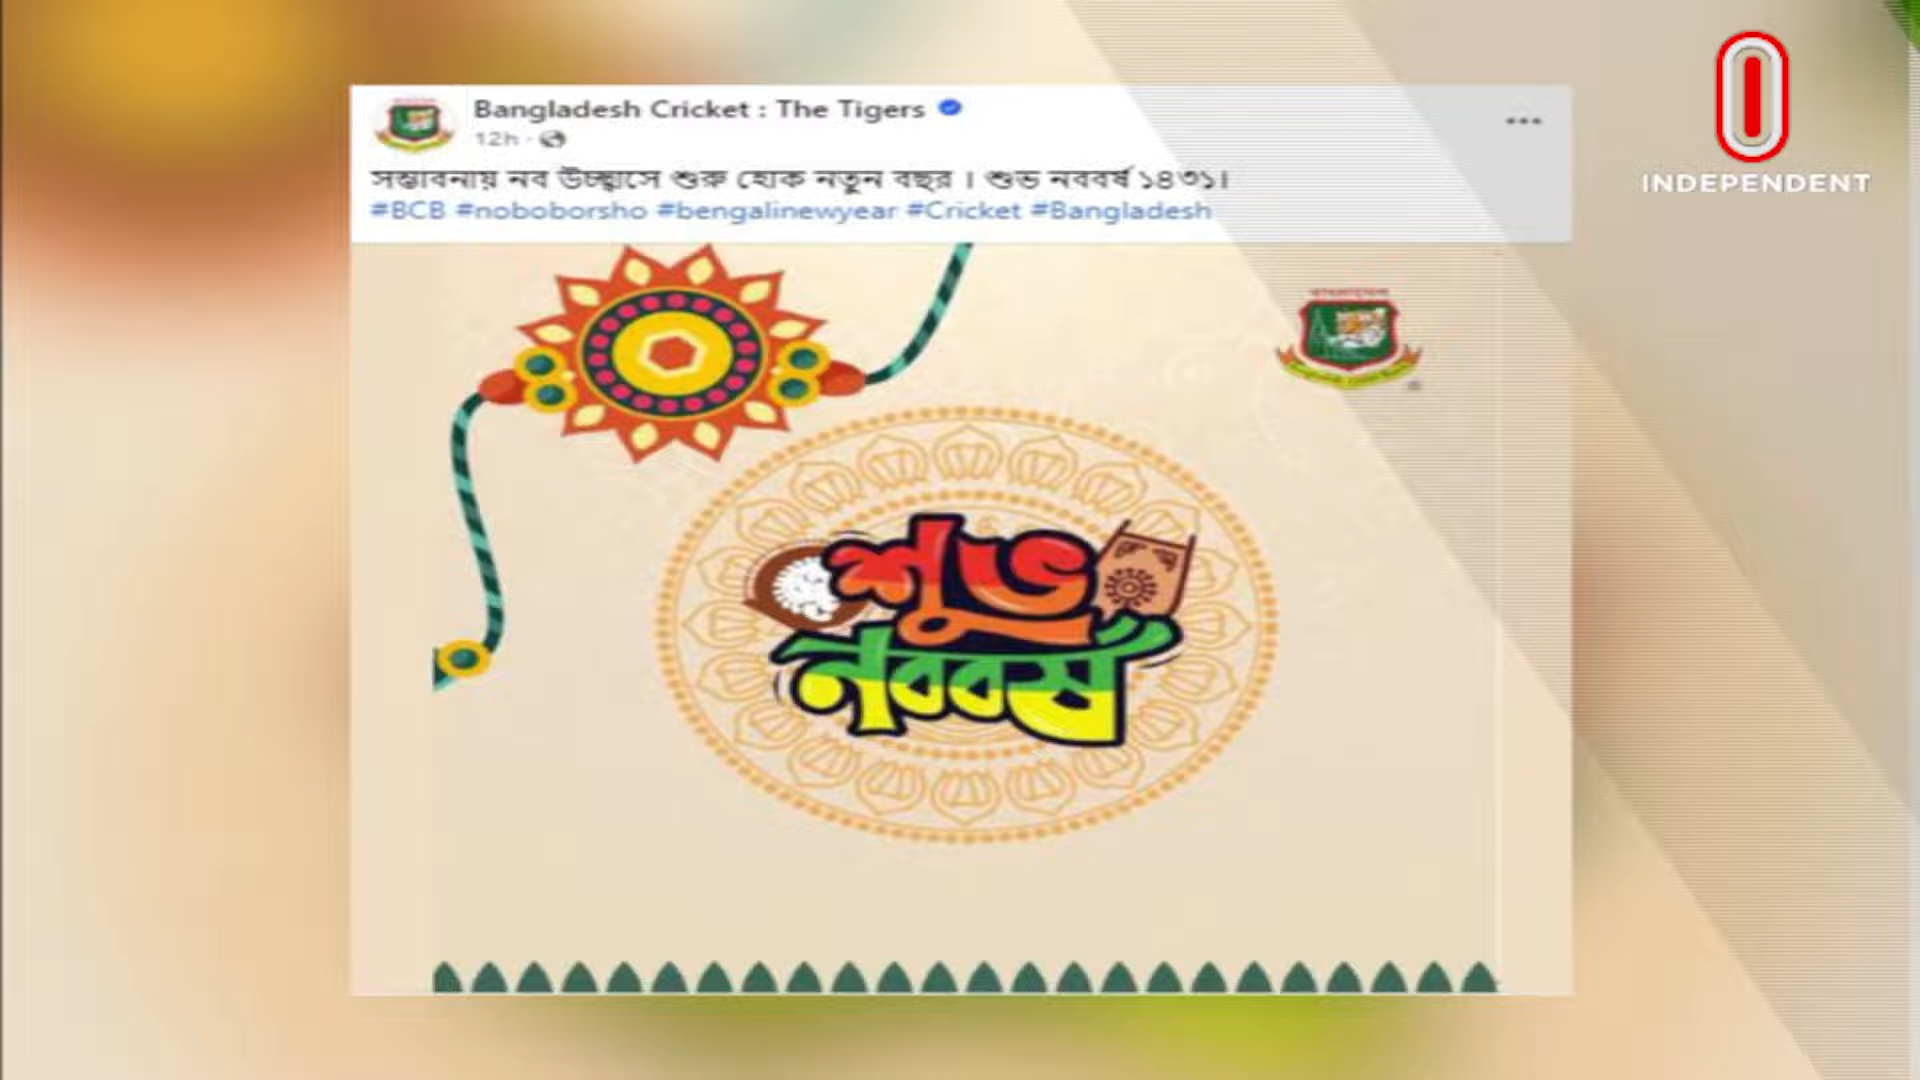 Bangladesh Cricket : The Tigers
12h ·
সম্ভাবনায় নব উচ্ছ্বাসে শুরু হোক নতুন বছর । শুভ নববর্ষ ১৪৩১।
#BCB #noboborsho #bengalinewyear #Cricket #Bangladesh
INDEPENDENT
শুভ
নববর্ষ